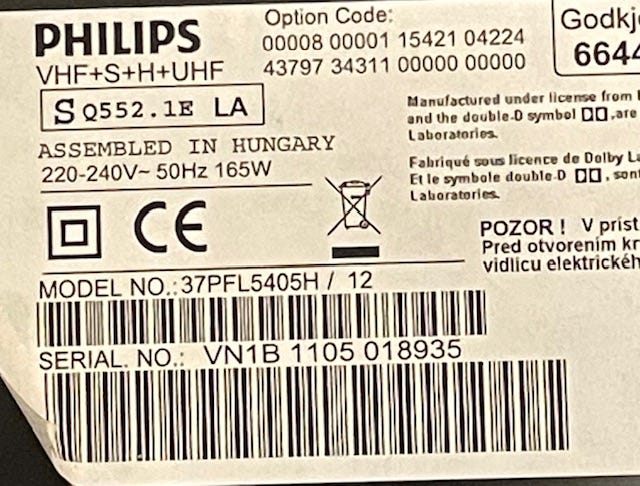 PHILIPS
VHF+S+H+UHF
S Q552.1E LA
ASSEMBLED IN HUNGARY
220-240V~ 50Hz 165W
Option Code:
00008 00001 15421 04224
43797 34311 00000 00000
6644
Manufactured under license from
and the double-D symbol ,are
Laboratories.
Fabriqué sous licence de Dolby
Et le symbole double-D ,
Laboratories.
CE
POZOR ! V
Pred otvorením
vidlicu
MODEL NO.:37PFL5405H / 12
SERIAL. NO.: VN1B 1105 018935